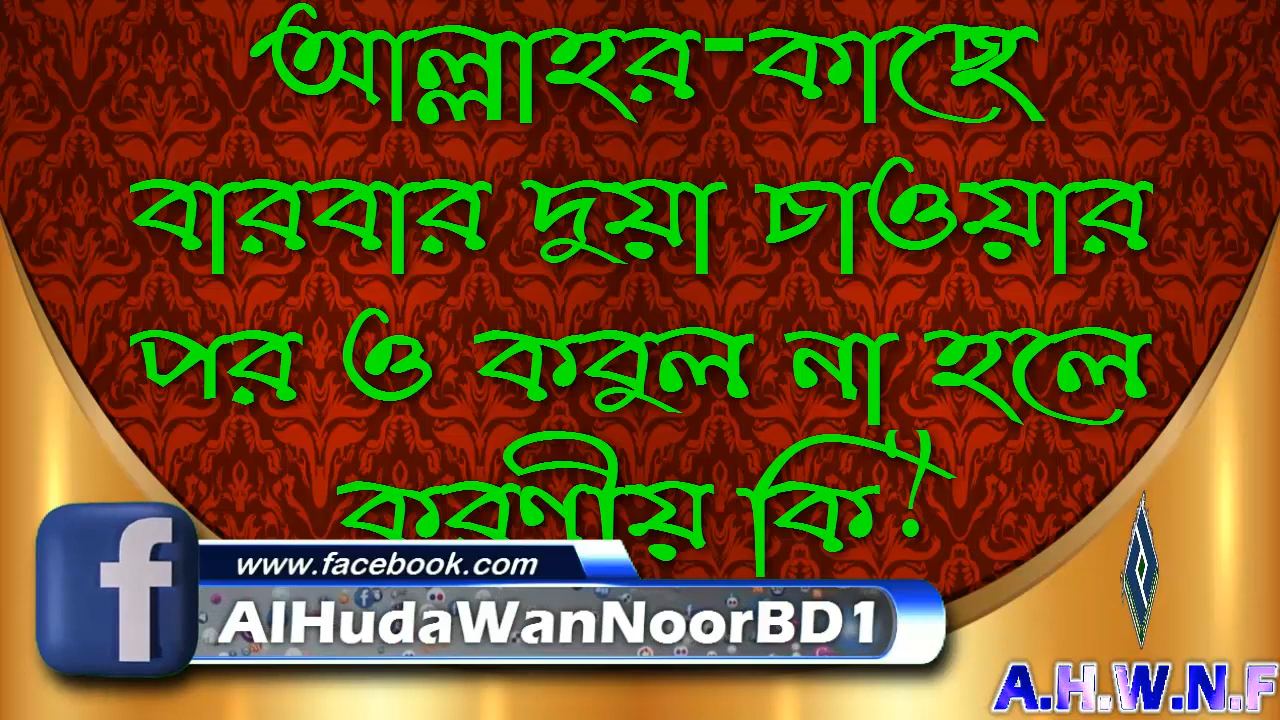 আল্লাহর-কাছে
বারবার দুয়া চাওয়ার
পর ও কবুল না হলে
করণীয় কি!
www.facebook.com
AlHudaWanNoorBD1
A.H.W.N.F